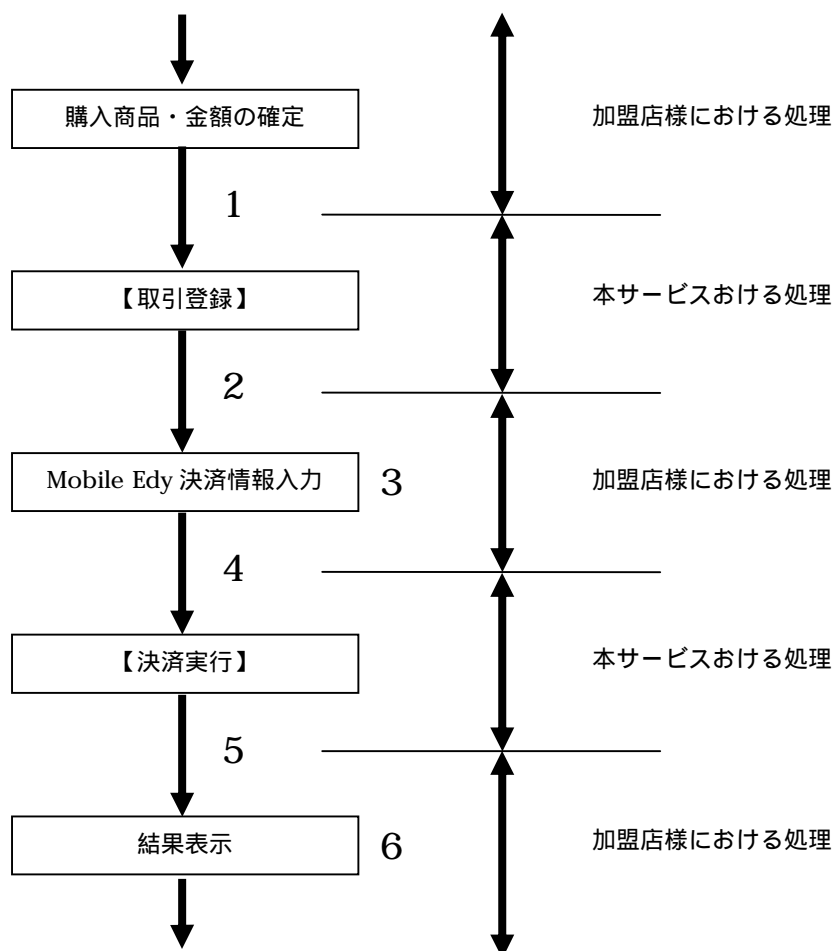 購入商品・金額の確定
加盟店様における処理
1
【取引登録】
本サービスおける処理
2
Mobile Edy 決済情報入力
3
加盟店様における処理
4
【決済実行】
本サービスおける処理
5
結果表示
6
加盟店様における処理